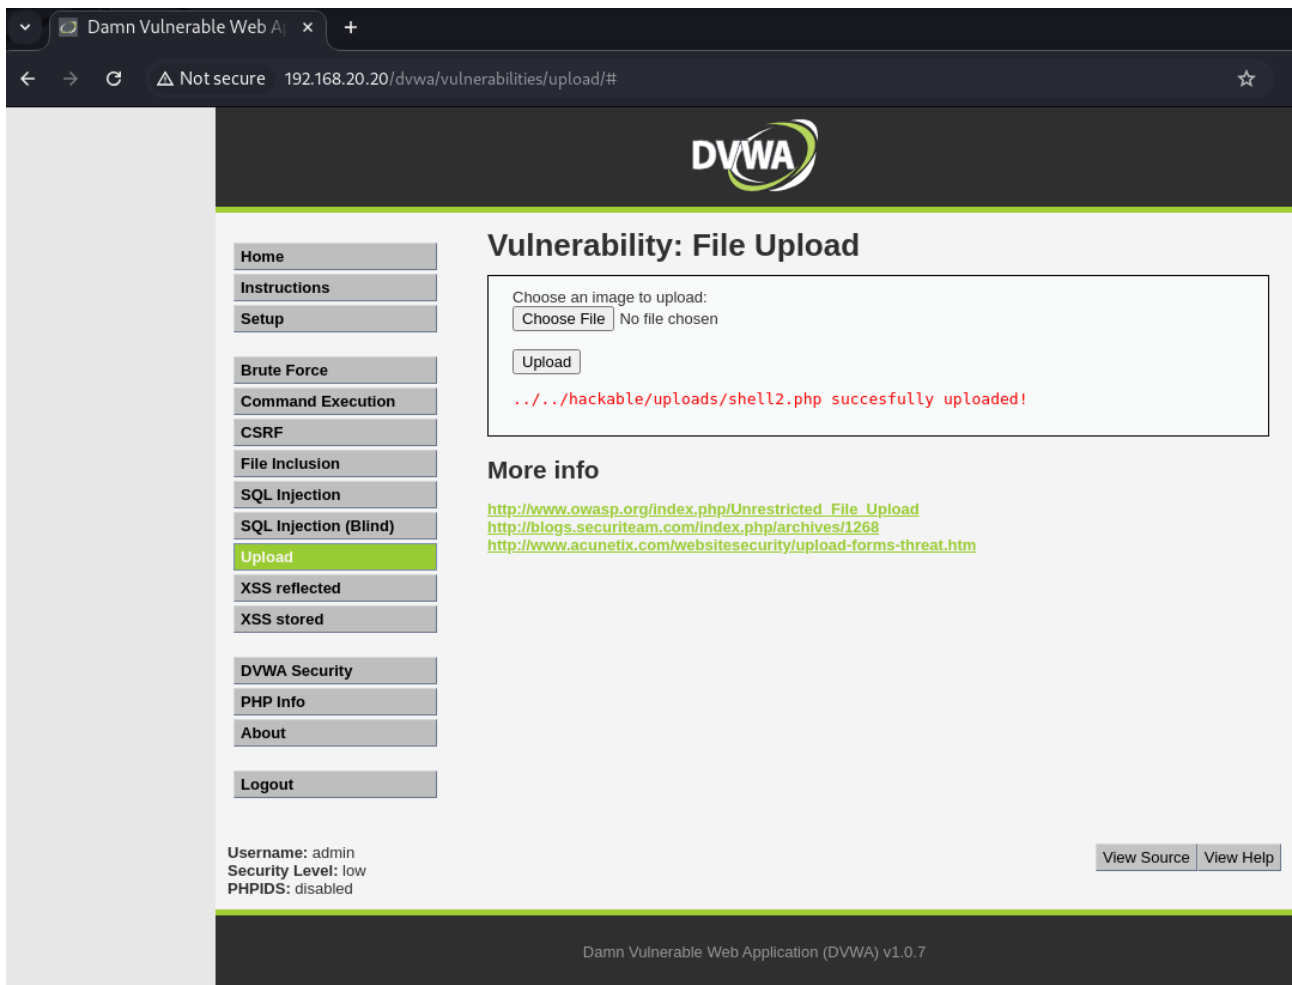 Damn Vulnerable Web Ap
Not secure 192.168.20.20/dvwa/vulnerabilities/upload/#
DVWA
Home
Instructions
Setup
Brute Force
Command Execution
CSRF
File Inclusion
SQL Injection
SQL Injection (Blind)
Upload
XSS reflected
XSS stored
DVWA Security
PHP Info
About
Logout
Vulnerability: File Upload
Choose an image to upload:
Choose File No file chosen
Upload
../../hackable/uploads/shell2.php succesfully uploaded!
More info
http://www.owasp.org/index.php/Unrestricted_File_Upload
http://blogs.securiteam.com/index.php/archives/1268
http://www.acunetix.com/websitesecurity/upload-forms-threat.htm
Username: admin
Security Level: low
PHPIDS: disabled
View Source View Help
Damn Vulnerable Web Application (DVWA) v1.0.7